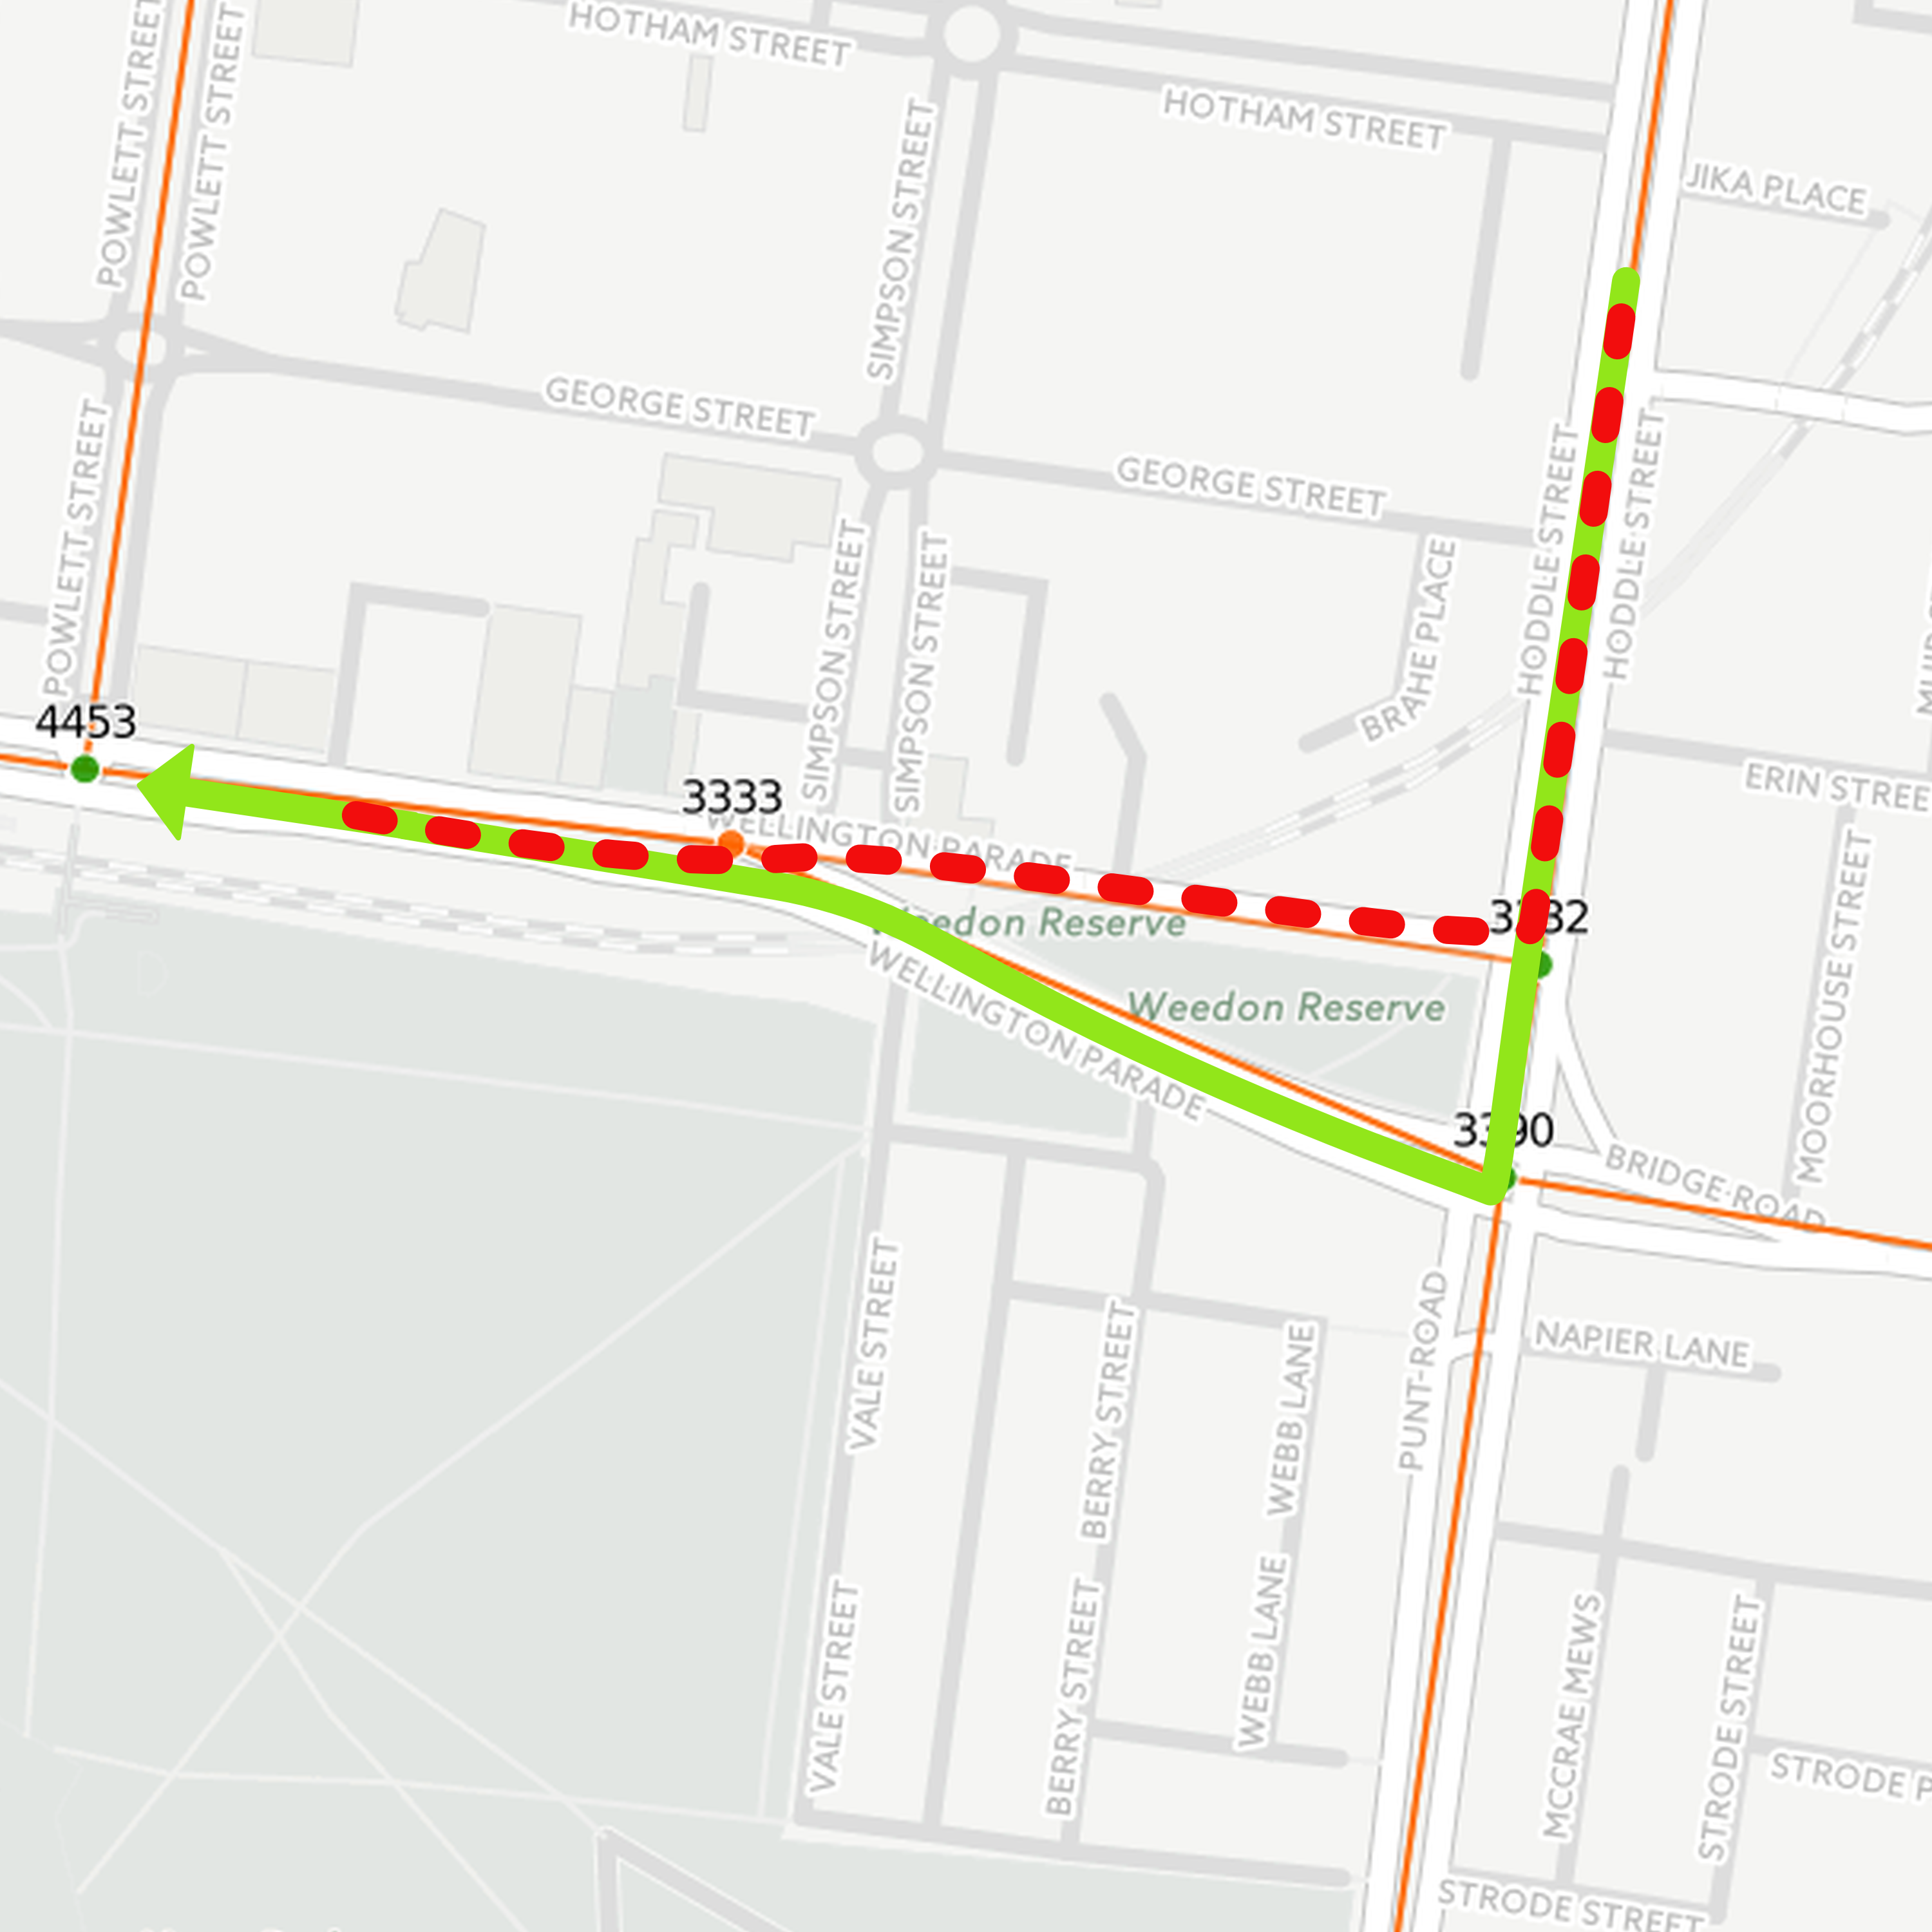 HOTHAM STREET
POWLETT STREET
POWLETT STREET
HOTHAM STREET
SIMPSON STREET
JIKA PLACE
GEORGE STREET
GEORGE STREET
POWLETT STREET
HODDLE STREET
HODDLE STREET
SIMPSON STREET
SIMPSON STREET
BRAHE PLACE
4453
3333
WELLINGTON PARADE
ERIN STREE
Weedon Reserve
WELLINGTON PARADE
Weedon Reserve
MOORHOUSE STREET
BRIDGE ROAD
VALE STREET
PUNT ROAD
NAPIER LANE
BERRY STREET
WEBB LANE
VALE STREET
BERRY STREET
WEBB LANE
MCCRAE MEWS
STRODE STREET
STRODE P
STRODE STREET